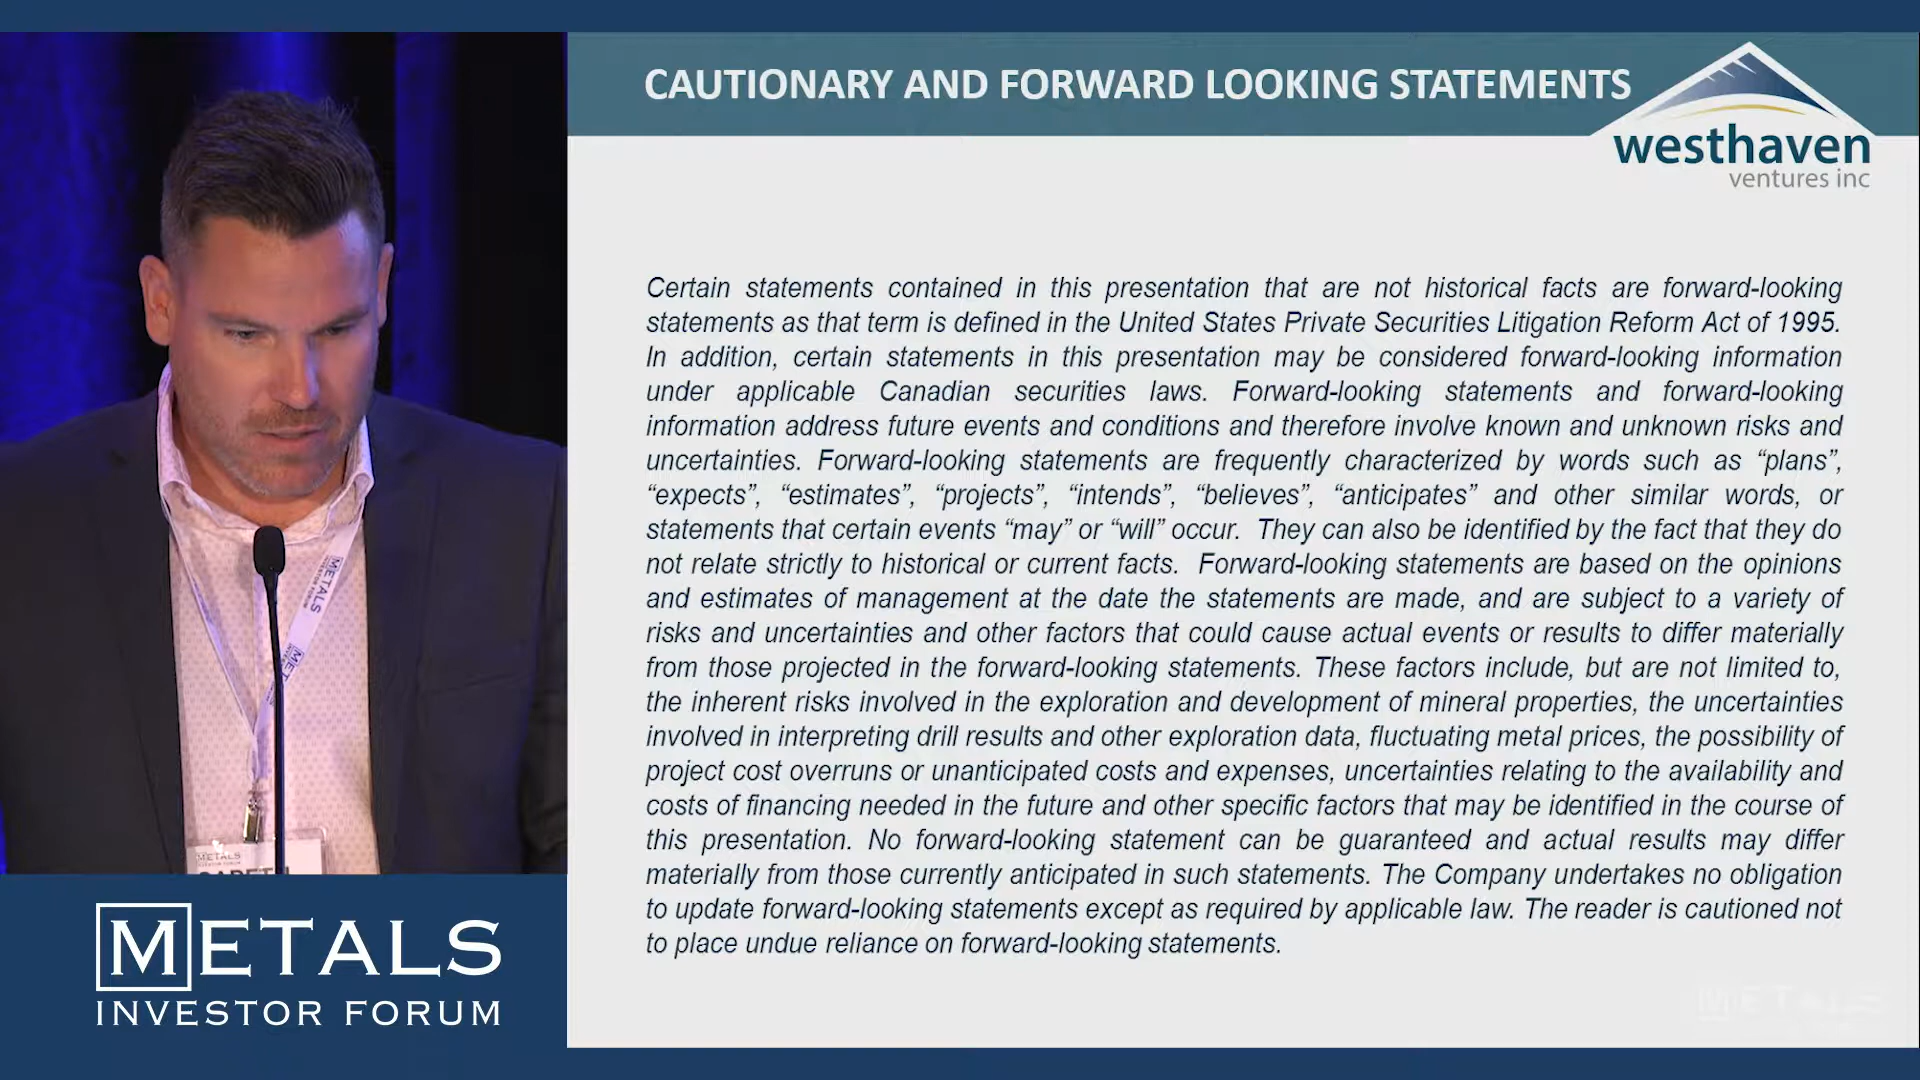 CAUTIONARY AND FORWARD LOOKING STATEMENTS
westhaven
ventures inc
Certain statements contained in this presentation that are not historical facts are forward-looking
statements as that term is defined in the United States Private Securities Litigation Reform Act of 1995.
In addition, certain statements in this presentation may be considered forward-looking information
under applicable Canadian securities laws. Forward-looking statements and forward-looking
information address future events and conditions and therefore involve known and unknown risks and
uncertainties. Forward-looking statements are frequently characterized by words such as “plans”,
“expects”, “estimates”, “projects”, “intends”, “believes”, “anticipates” and other similar words, or
statements that certain events “may” or “will” occur. They can also be identified by the fact that they do
not relate strictly to historical or current facts. Forward-looking statements are based on the opinions
and estimates of management at the date the statements are made, and are subject to a variety of
risks and uncertainties and other factors that could cause actual events or results to differ materially
from those projected in the forward-looking statements. These factors include, but are not limited to,
the inherent risks involved in the exploration and development of mineral properties, the uncertainties
involved in interpreting drill results and other exploration data, fluctuating metal prices, the possibility of
project cost overruns or unanticipated costs and expenses, uncertainties relating to the availability and
costs of financing needed in the future and other specific factors that may be identified in the course of
this presentation. No forward-looking statement can be guaranteed and actual results may differ
materially from those currently anticipated in such statements. The Company undertakes no obligation
to update forward-looking statements except as required by applicable law. The reader is cautioned not
to place undue reliance on forward-looking statements.
METALS
INVESTOR FORUM
METALS
INVESTOR FORUM
METALS
INVESTOR FORUM
METALS